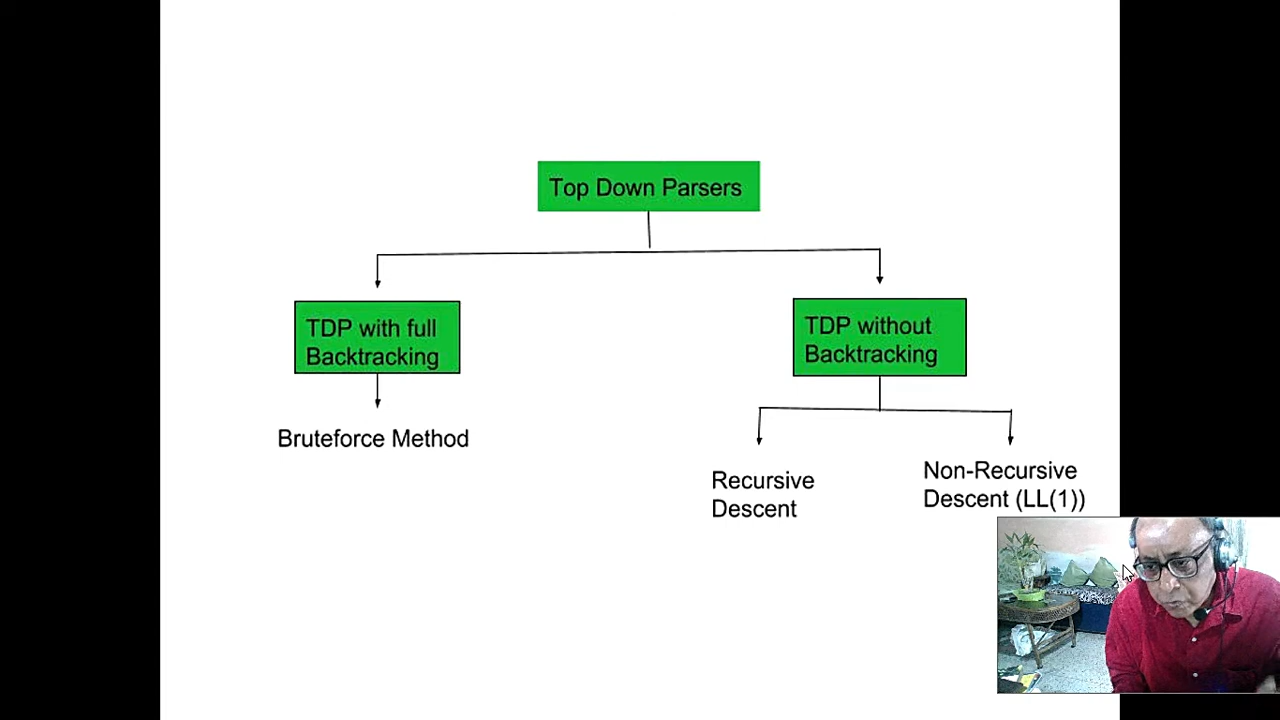 Top Down Parsers
TDP with full
Backtracking
TDP without
Backtracking
Bruteforce Method
Recursive
Descent
Non-Recursive
Descent (LL(1))